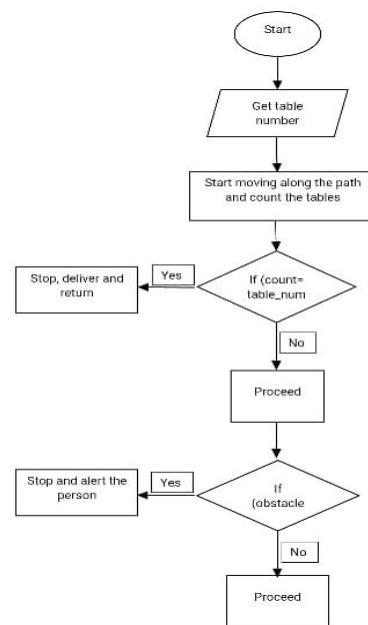 Start
Get table
number
Start moving along the path
and count the tables
If (count=
table_num
Yes
Stop, deliver and
return
No
Proceed
If
(obstacle
Yes
Stop and alert the
person
No
Proceed